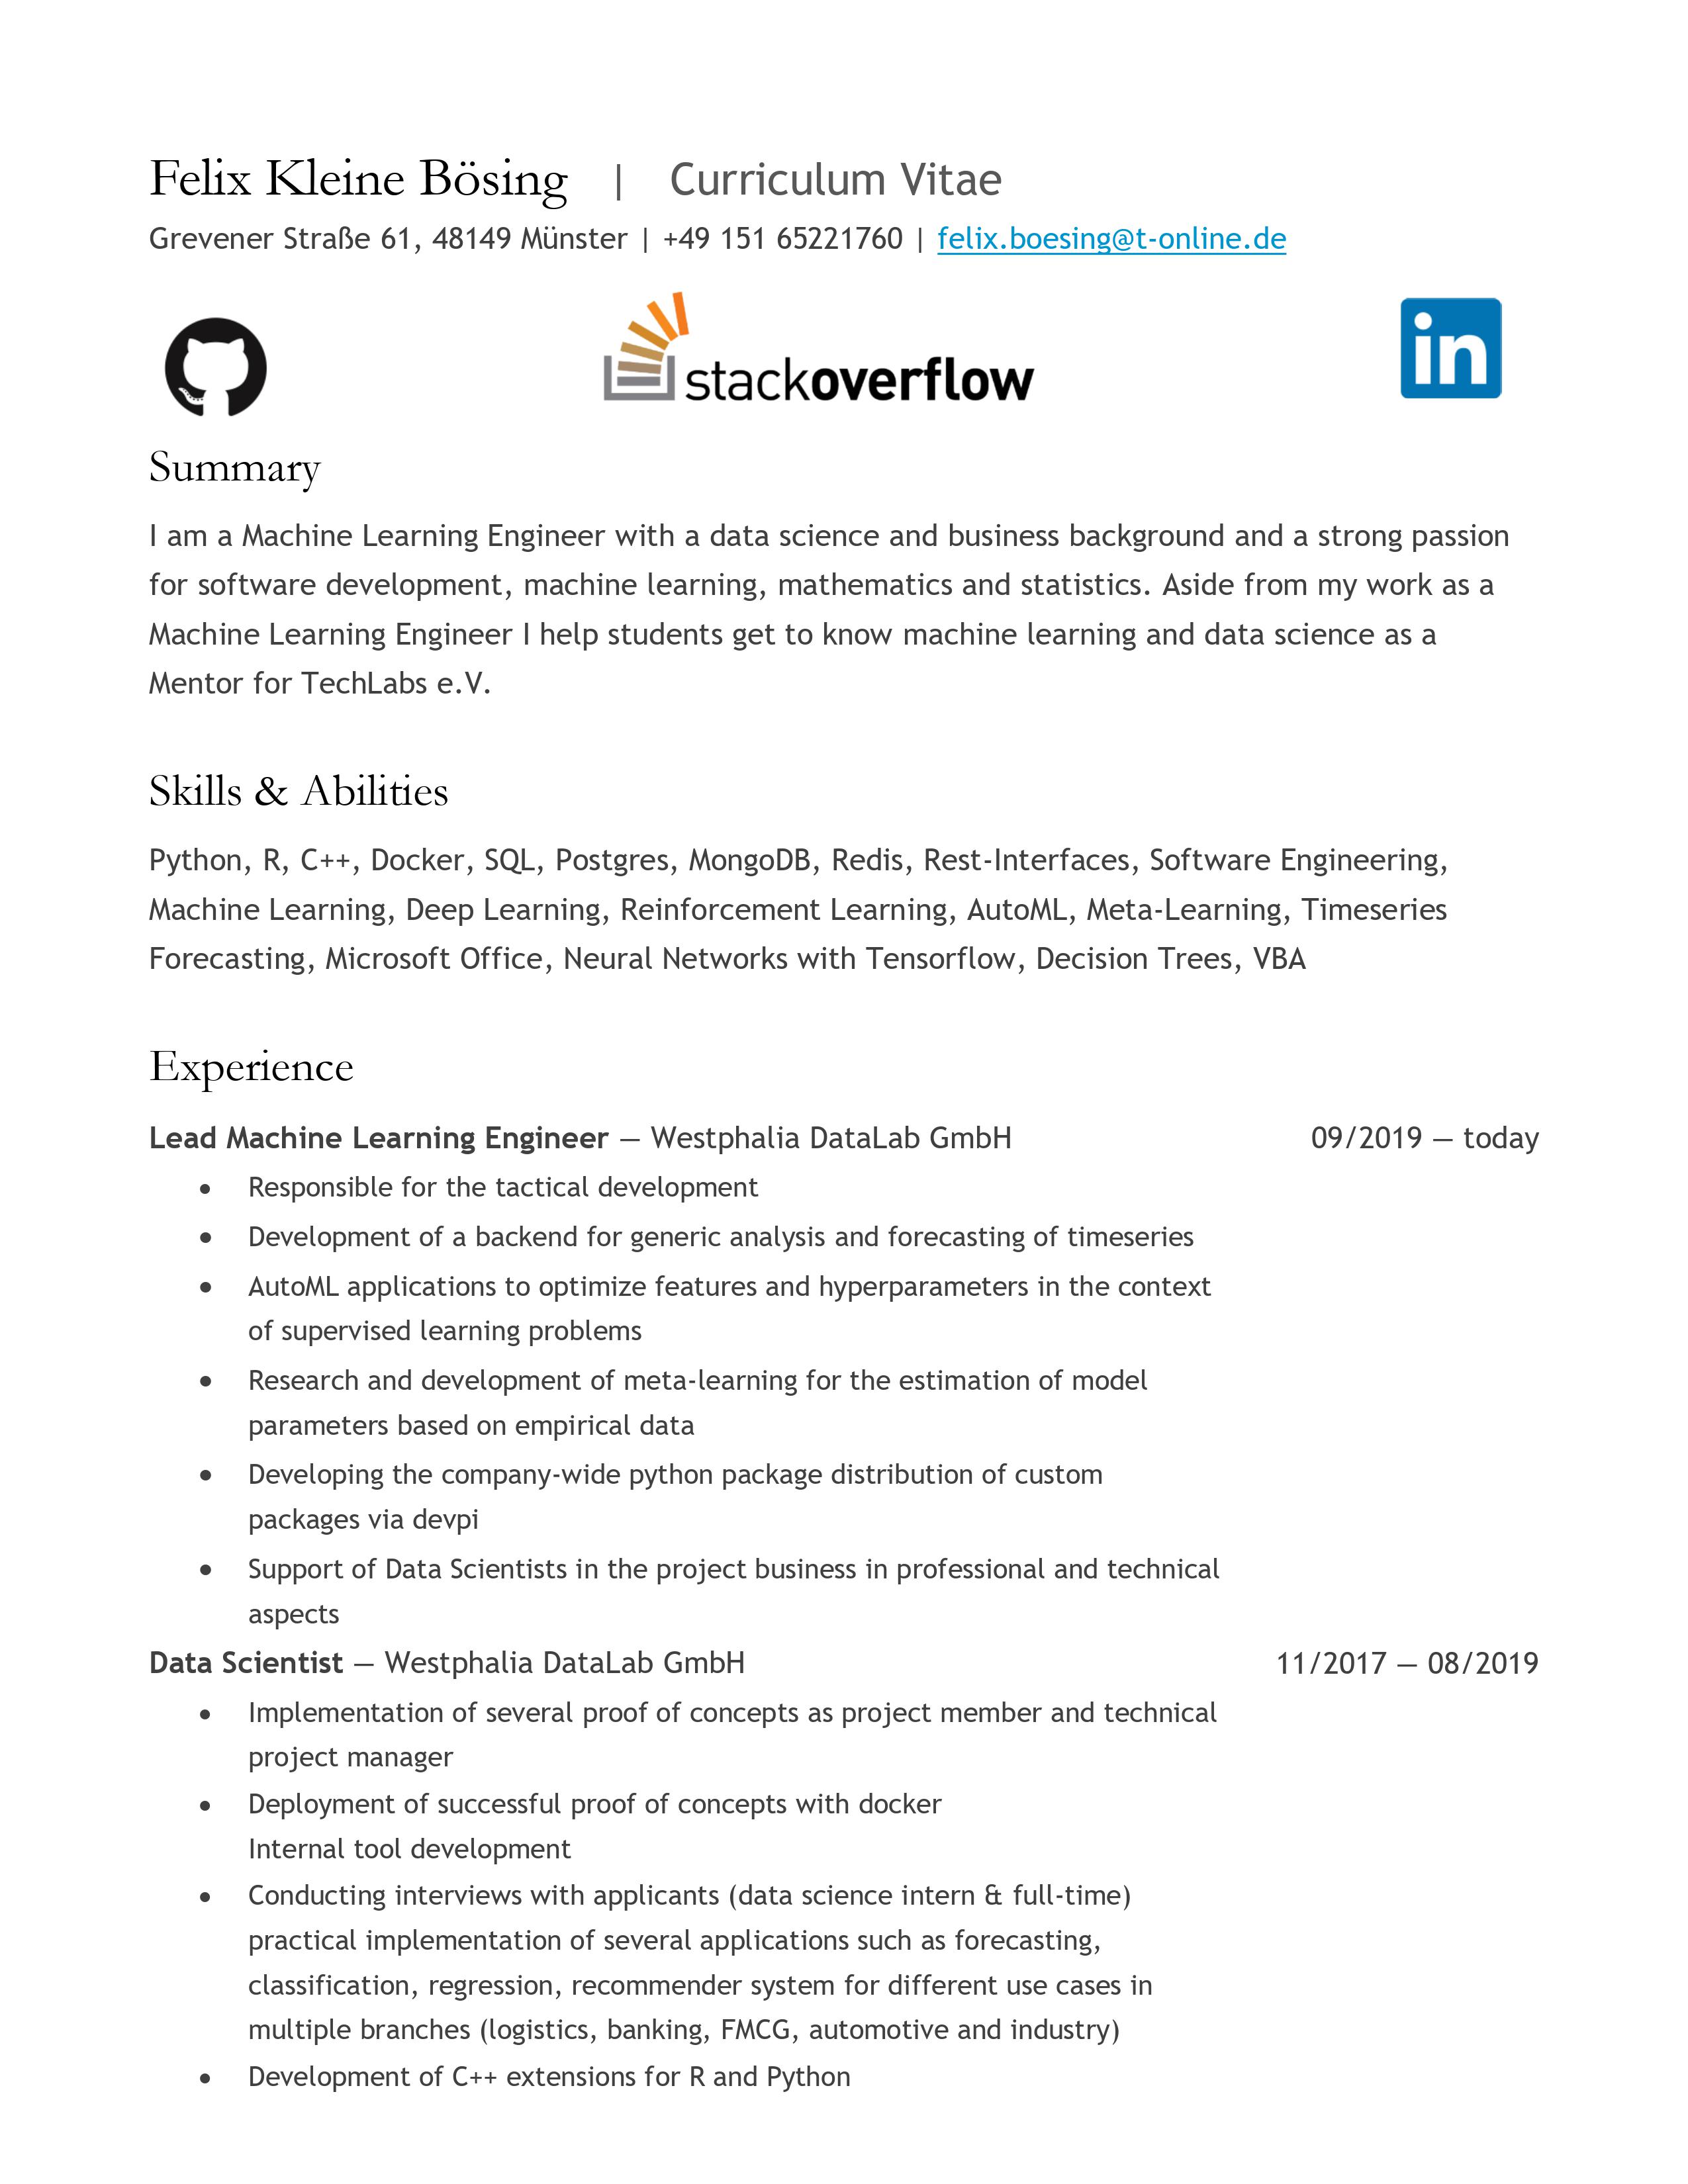 Felix Kleine Bösing | Curriculum Vitae
Grevener Straße 61, 48149 Münster | +49 151 65221760 | felix.boesing@t-online.de
stackoverflow
in
Summary
I am a Machine Learning Engineer with a data science and business background and a strong passion
for software development, machine learning, mathematics and statistics. Aside from my work as a
Machine Learning Engineer I help students get to know machine learning and data science as a
Mentor for TechLabs e.V.
Skills & Abilities
Python, R, C++, Docker, SQL, Postgres, MongoDB, Redis, Rest-Interfaces, Software Engineering,
Machine Learning, Deep Learning, Reinforcement Learning, AutoML, Meta-Learning, Timeseries
Forecasting, Microsoft Office, Neural Networks with Tensorflow, Decision Trees, VBA
Experience
Lead Machine Learning Engineer — Westphalia DataLab GmbH 09/2019 — today
• Responsible for the tactical development
• Development of a backend for generic analysis and forecasting of timeseries
• AutoML applications to optimize features and hyperparameters in the context
of supervised learning problems
• Research and development of meta-learning for the estimation of model
parameters based on empirical data
• Developing the company-wide python package distribution of custom
packages via devpi
• Support of Data Scientists in the project business in professional and technical
aspects
Data Scientist — Westphalia DataLab GmbH 11/2017 — 08/2019
• Implementation of several proof of concepts as project member and technical
project manager
• Deployment of successful proof of concepts with docker
Internal tool development
• Conducting interviews with applicants (data science intern & full-time)
practical implementation of several applications such as forecasting,
classification, regression, recommender system for different use cases in
multiple branches (logistics, banking, FMCG, automotive and industry)
• Development of C++ extensions for R and Python